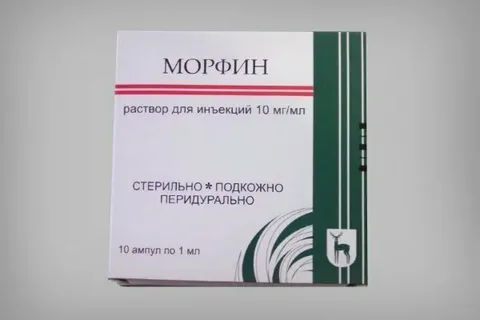 МОРФИН
раствор для инъекций 10 мг/мл
СТЕРИЛЬНО * ПОДКОЖНО
ПЕРИДУРАЛЬНО
10 ампул по 1 мл